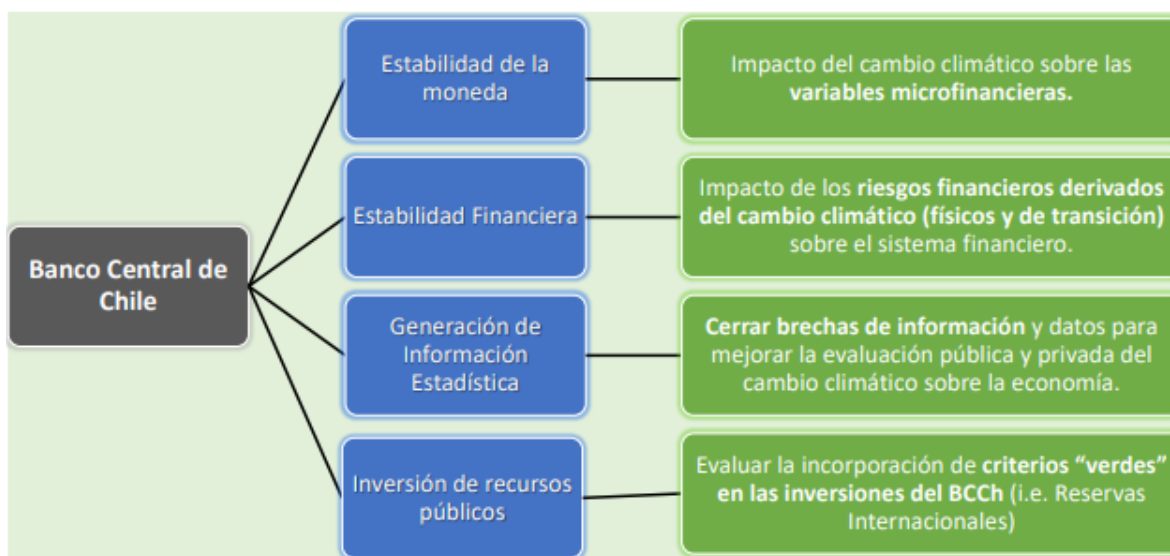 Banco Central de
Chile
Estabilidad de la
moneda
Impacto del cambio climático sobre las
variables microfinancieras.
Estabilidad Financiera
Impacto de los riesgos financieros derivados
del cambio climático (físicos y de transición)
sobre el sistema financiero.
Generación de
Información
Estadística
Cerrar brechas de información y datos para
mejorar la evaluación pública y privada del
cambio climático sobre la economía.
Inversión de recursos
públicos
Evaluar la incorporación de criterios “verdes”
en las inversiones del BCCh (i.e. Reservas
Internacionales)